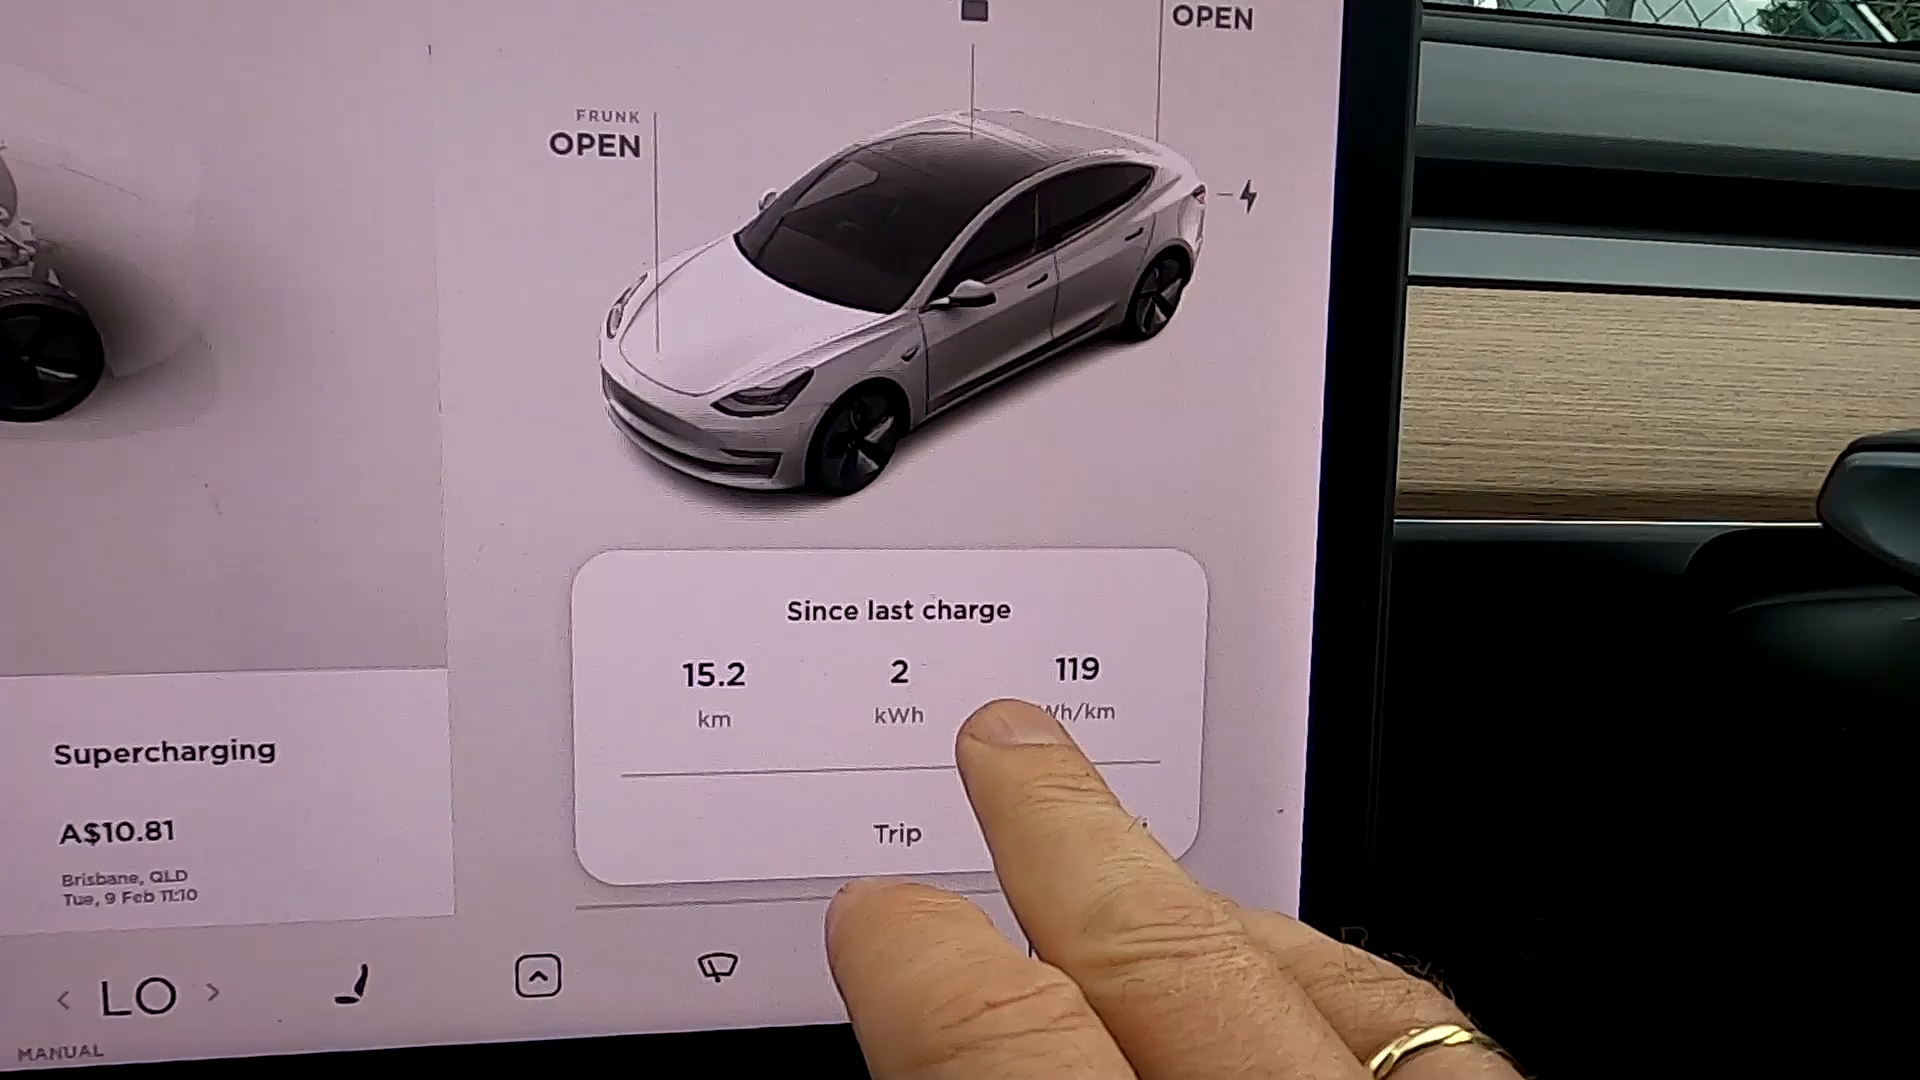 OPEN
FRUNK
OPEN
Since last charge
15.2
2
119
km
kWh
Wh/km
Trip
Supercharging
A$10.81
Brisbane, QLD
Tue, 9 Feb 11:10
< LO >
MANUAL